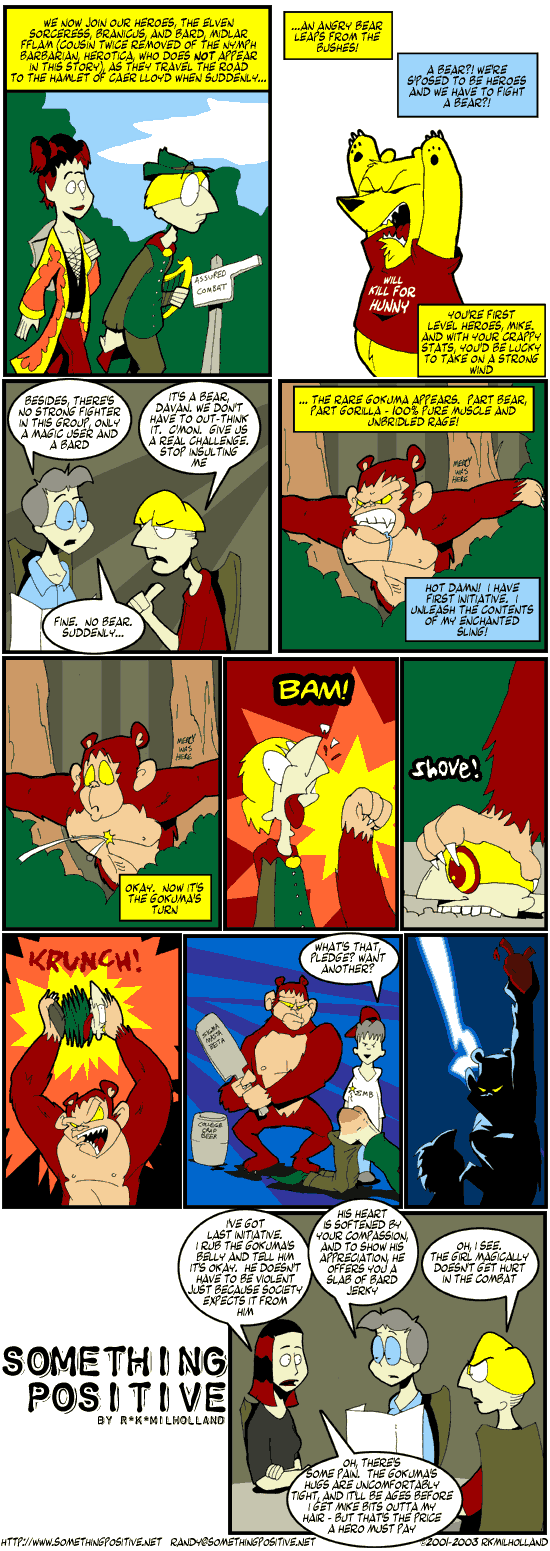 WE NOW JOIN OUR HEROES, THE ELVEN
SORCERESS, BRANICUS, AND BARD, MIDLAR
FFLAM (COUSIN TWICE REMOVED OF THE NYMPH
BARBARIAN, HEROTICA, WHO DOES NOT APPEAR
IN THIS STORY), AS THEY TRAVEL THE ROAD
TO THE HAMLET OF CAER LLOYD WHEN SUDDENLY...
ASSURED
COMBAT
...AN ANGRY BEAR
LEAPS FROM THE
BUSHES!
A BEAR?! WE'RE
S'POSED TO BE HEROES
AND WE HAVE TO FIGHT
A BEAR?!
WILL
KILL FOR
HUNNY
YOU'RE FIRST
LEVEL HEROES, MIKE.
AND WITH YOUR CRAPPY
STATS, YOU'D BE LUCKY
TO TAKE ON A STRONG
WIND
BESIDES, THERE'S
NO STRONG FIGHTER
IN THIS GROUP, ONLY
A MAGIC USER AND
A BARD
IT'S A BEAR,
DAVAN. WE DON'T
HAVE TO OUT-THINK
IT. C'MON. GIVE US
A REAL CHALLENGE.
STOP INSULTING
ME
FINE. NO BEAR.
SUDDENLY...
... THE RARE GOKUMA APPEARS. PART BEAR,
PART GORILLA - 100% PURE MUSCLE AND
UNBRIDLED RAGE!
MERCY
WAS
HERE
HOT DAMN! I HAVE
FIRST INITIATIVE. I
UNLEASH THE CONTENTS
OF MY ENCHANTED
SLING!
MERCY
WAS
HERE
OKAY. NOW IT'S
THE GOKUMA'S
TURN
BAM!
SHOVE!
KRUNCH!
WHAT'S THAT,
PLEDGE? WANT
ANOTHER?
SIGMA
MASTA
BEITA
COLLEGE
CRAP
BEER
SMB
I'VE GOT
LAST INITIATIVE.
I RUB THE GOKUMA'S
BELLY AND TELL HIM
IT'S OKAY. HE DOESN'T
HAVE TO BE VIOLENT
JUST BECAUSE SOCIETY
EXPECTS IT FROM
HIM
HIS HEART
IS SOFTENED BY
YOUR COMPASSION,
AND TO SHOW HIS
APPRECIATION, HE
OFFERS YOU A
SLAB OF BARD
JERKY
OH, I SEE.
THE GIRL MAGICALLY
DOESN'T GET HURT
IN THE COMBAT
OH, THERE'S
SOME PAIN. THE GOKUMA'S
HUGS ARE UNCOMFORTABLY
TIGHT, AND IT'LL BE AGES BEFORE
I GET MIKE BITS OUTTA MY
HAIR - BUT THAT'S THE PRICE
A HERO MUST PAY
SOMETHING
POSITIVE
BY R*K*MILHOLLAND
HTTP://WWW.SOMETHINGPOSITIVE.NET RANDY@SOMETHINGPOSITIVE.NET ©2001-2003 RKMILHOLLAND